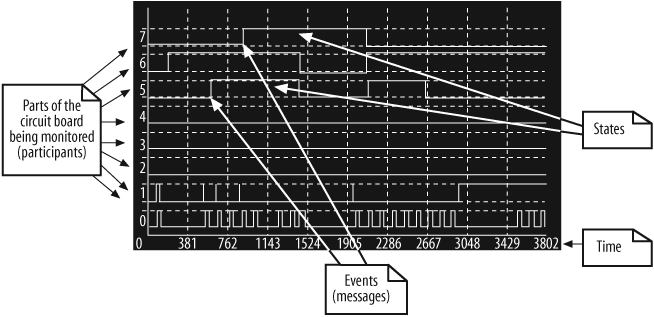 7
6
5
4
3
2
1
0
0 381 762 1143 1524 1905 2286 2667 3048 3429 3802
Parts of the
circuit board
being monitored
(participants)
States
Time
Events
(messages)